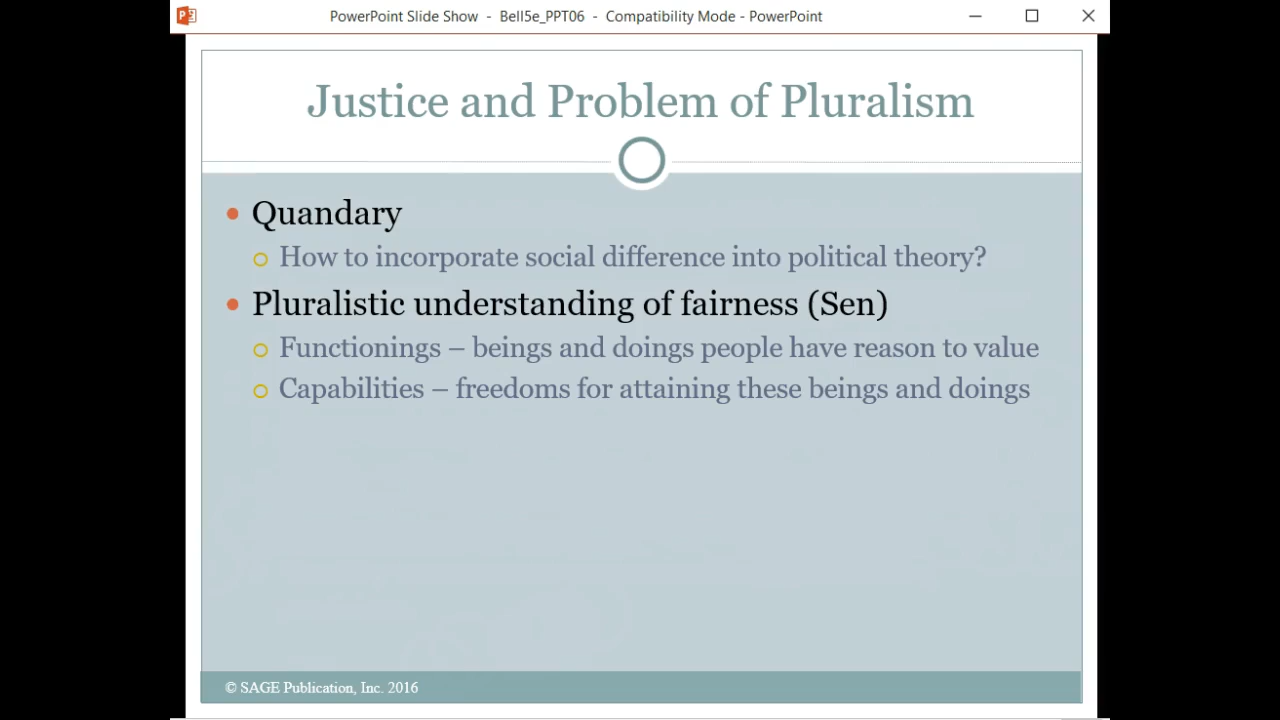 PowerPoint Slide Show - Bell5e_PPT06 - Compatibility Mode - PowerPoint
Justice and Problem of Pluralism
Quandary
How to incorporate social difference into political theory?
Pluralistic understanding of fairness (Sen)
Functionings – beings and doings people have reason to value
Capabilities – freedoms for attaining these beings and doings
© SAGE Publication, Inc. 2016